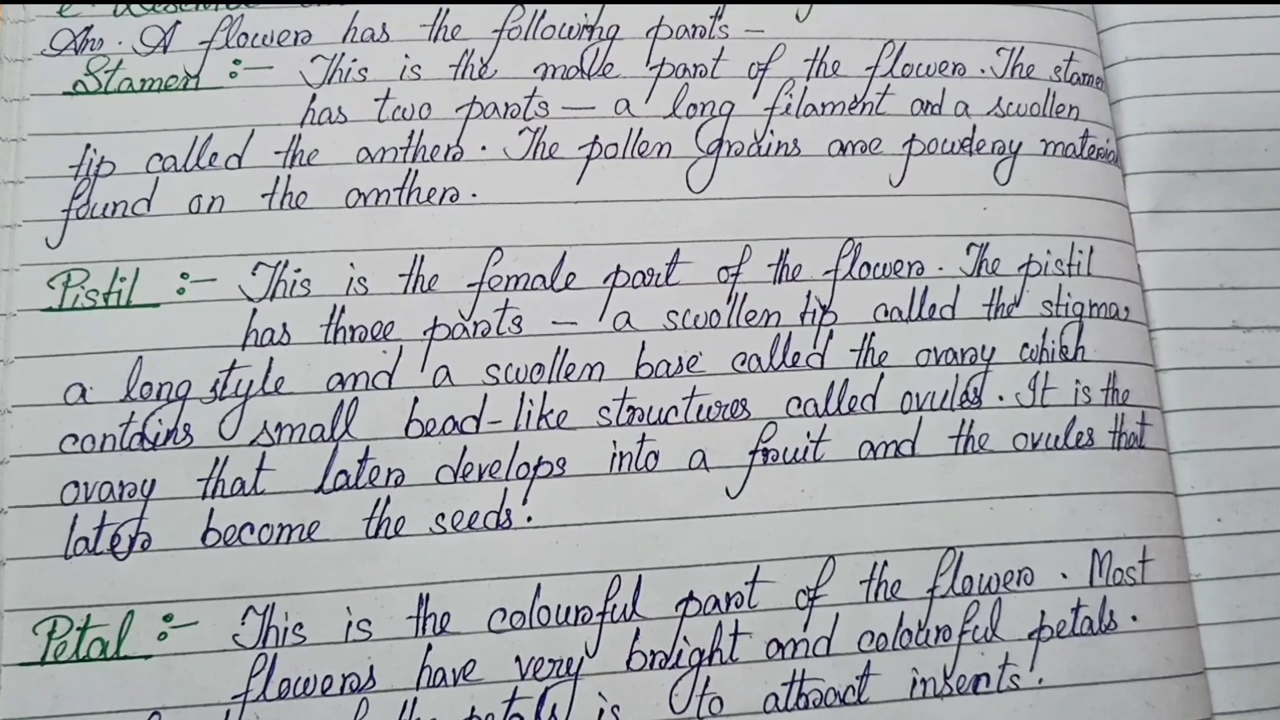 Ans. A flower has the following parts -
Stamen :- This is the male part of the flower. The stamen
has two parts - a long filament and a swollen
tip called the anther. The pollen grains are powdery material
found on the anther.
Pistil :- This is the female part of the flower. The pistil
has three parts - a swollen tip called the stigma,
a long style and a swollen base called the ovary which
contains small bead-like structures called ovules. It is the
ovary that later develops into a fruit and the ovules that
later become the seeds.
Petal :- This is the colourful part of the flower. Most
flowers have very bright and colourful petals.
the petals is to attract insents.